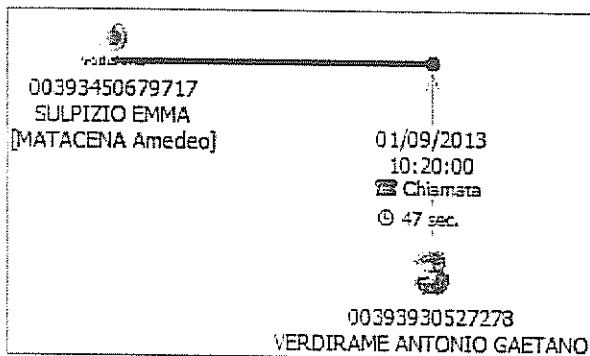 00393450679717
SULPIZIO EMMA
[MATACENA Amedeo]
01/09/2013
10:20:00
Chiamata
47 sec.
00393930527278
VERDIRAME ANTONIO GAETANO